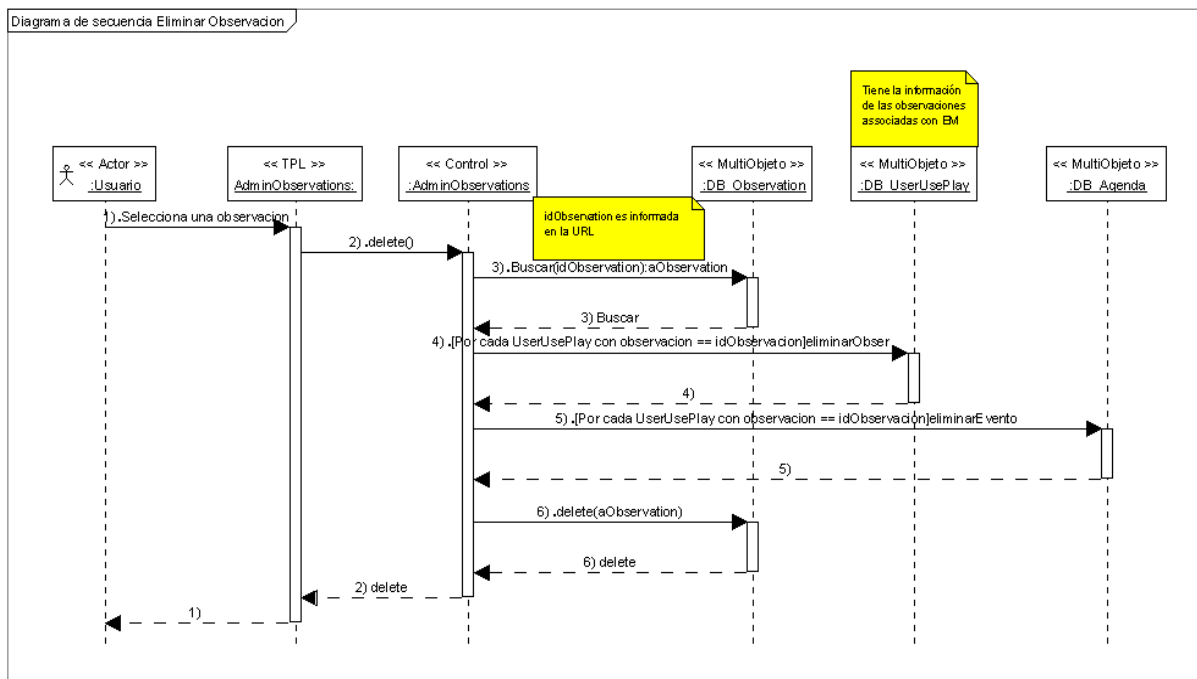 Diagrama de secuencia Eliminar Observacion
Tiene la información
de las observaciones
associadas con EM
<< Actor >>
:Usuario
<< TPL >>
AdminObservations:
<< Control >>
:AdminObservations
<< MultiObjeto >>
:DB_Observation
<< MultiObjeto >>
:DB_UserUsePlay
<< MultiObjeto >>
:DB_Agenda
idObservation es informada
en la URL
1).Selecciona una observacion
2).delete()
3).Buscar(idObservation):aObservation
3) Buscar
4).[Por cada UserUsePlay con observacion == idObservacion]eliminarObser
4)
5).[Por cada UserUsePlay con observacion == idObservacion]eliminarEvento
5)
6).delete(aObservation)
6) delete
2) delete
1)